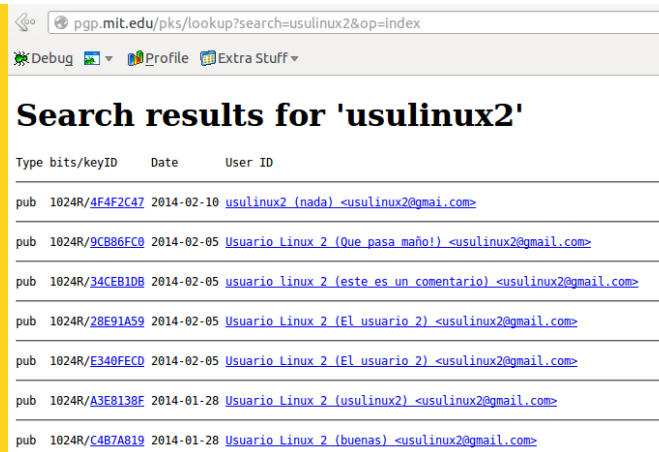 pgp.mit.edu/pks/lookup?search=usulinux2&op=index
Debug Profile Extra Stuff
Search results for 'usulinux2'
Type bits/keyID Date User ID
pub 1024R/4F4F2C47 2014-02-10 usulinux2 (nada) <usulinux2@gmai.com>
pub 1024R/9CB86FC0 2014-02-05 Usuario Linux 2 (Que pasa maño!) <usulinux2@gmail.com>
pub 1024R/34CEB1DB 2014-02-05 usuario linux 2 (este es un comentario) <usulinux2@gmail.com>
pub 1024R/28E91A59 2014-02-05 Usuario Linux 2 (El usuario 2) <usulinux2@gmail.com>
pub 1024R/E340FECD 2014-02-05 Usuario Linux 2 (El usuario 2) <usulinux2@gmail.com>
pub 1024R/A3E8138F 2014-01-28 Usuario Linux 2 (usulinux2) <usulinux2@gmail.com>
pub 1024R/C4B7A819 2014-01-28 Usuario Linux 2 (buenas) <usulinux2@gmail.com>